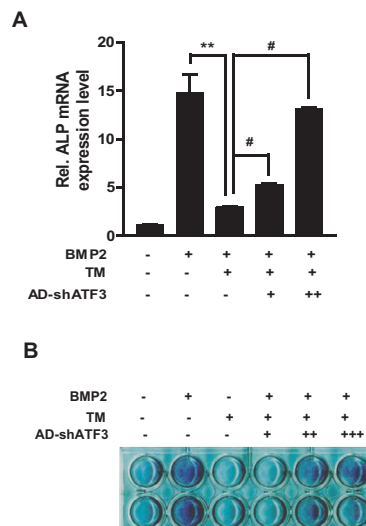 A
Rel. ALP mRNA
expression level
20
15
10
5
0
**
#
#
BMP2 - + + + +
TM - - + + +
AD-shATF3 - - - + ++
B
BMP2 - + - + + +
TM - - + + + +
AD-shATF3 - - - + ++ +++